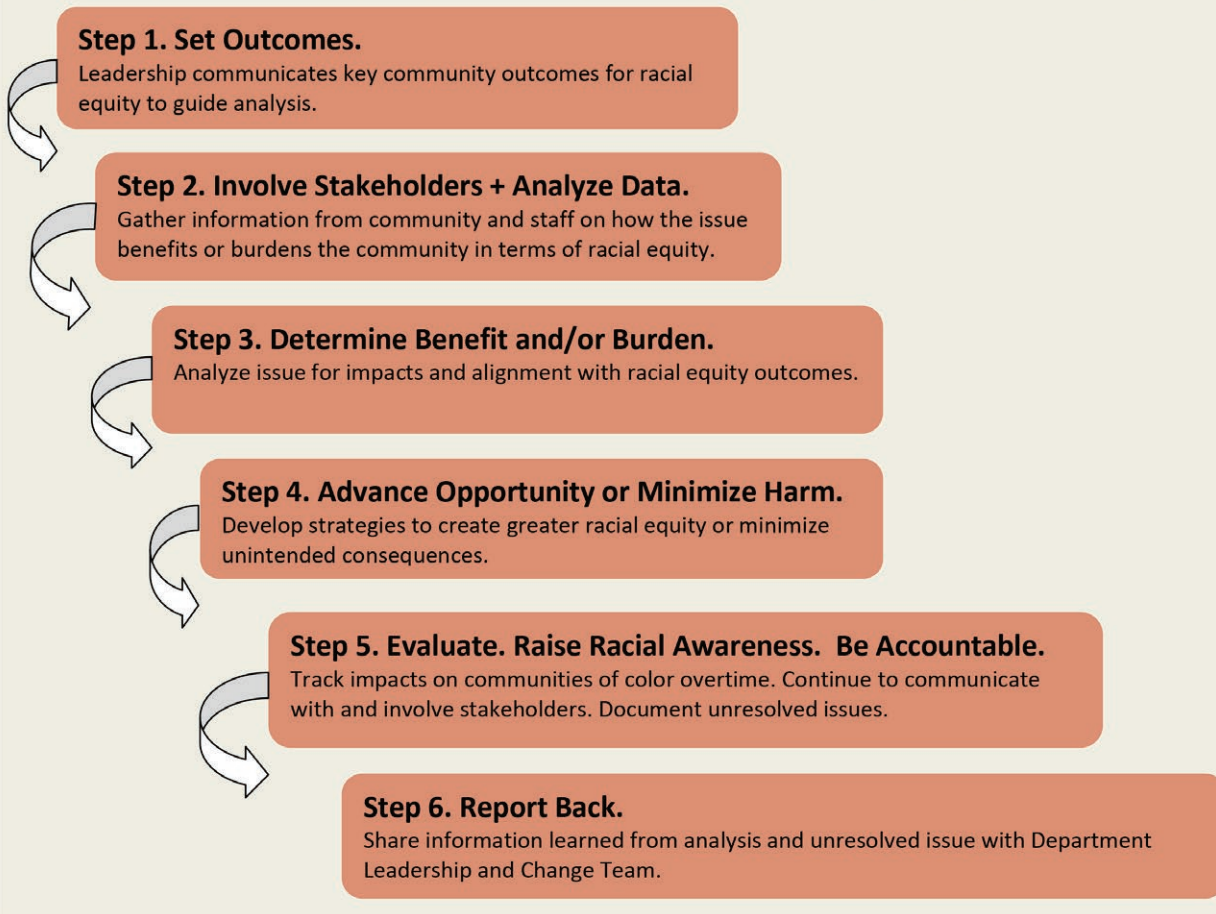 Step 1. Set Outcomes.
Leadership communicates key community outcomes for racial
equity to guide analysis.
Step 2. Involve Stakeholders + Analyze Data.
Gather information from community and staff on how the issue
benefits or burdens the community in terms of racial equity.
Step 3. Determine Benefit and/or Burden.
Analyze issue for impacts and alignment with racial equity outcomes.
Step 4. Advance Opportunity or Minimize Harm.
Develop strategies to create greater racial equity or minimize
unintended consequences.
Step 5. Evaluate. Raise Racial Awareness.  Be Accountable.
Track impacts on communities of color overtime. Continue to communicate
with and involve stakeholders. Document unresolved issues.
Step 6. Report Back.
Share information learned from analysis and unresolved issue with Department
Leadership and Change Team.